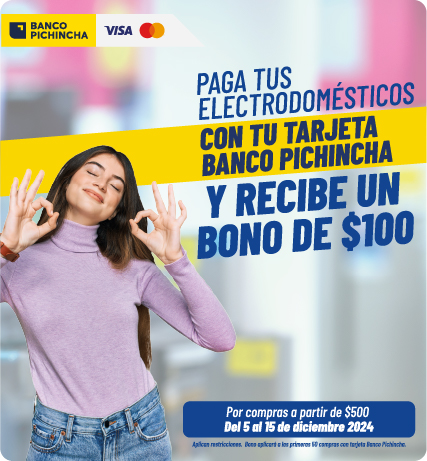 BANCO
PICHINCHA
VISA
PAGA TUS
ELECTRODOMÉSTICOS
CON TU TARJETA
BANCO PICHINCHA
Y RECIBE UN
BONO DE $100
Por compras a partir de $500
Del 5 al 15 de diciembre 2024
Aplican restricciones. Bono aplicará a las primeras 60 compras con tarjeta Banco Pichincha.